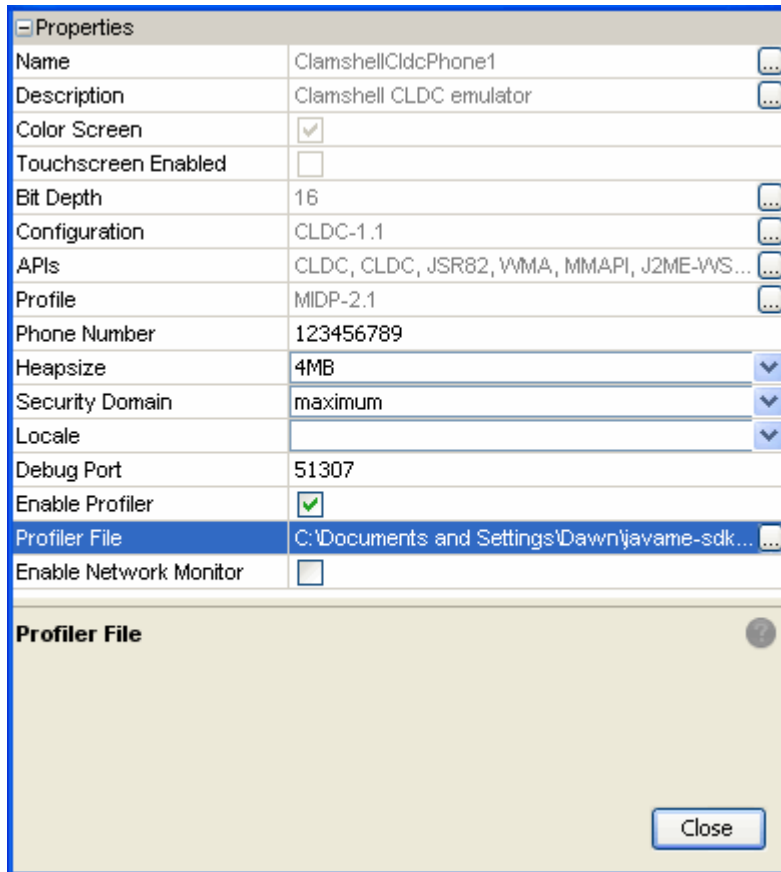 Properties
Name ClamshellCldcPhone1 ...
Description Clamshell CLDC emulator ...
Color Screen
Touchscreen Enabled
Bit Depth 16 ...
Configuration CLDC-1.1 ...
APIs CLDC, CLDC, JSR82, WMA, MMAPI, J2ME-WS... ...
Profile MIDP-2.1 ...
Phone Number 123456789
Heapsize 4MB
Security Domain maximum
Locale
Debug Port 51307
Enable Profiler
Profiler File C:\Documents and Settings\Dawn\javame-sdk... ...
Enable Network Monitor
Profiler File ?
Close